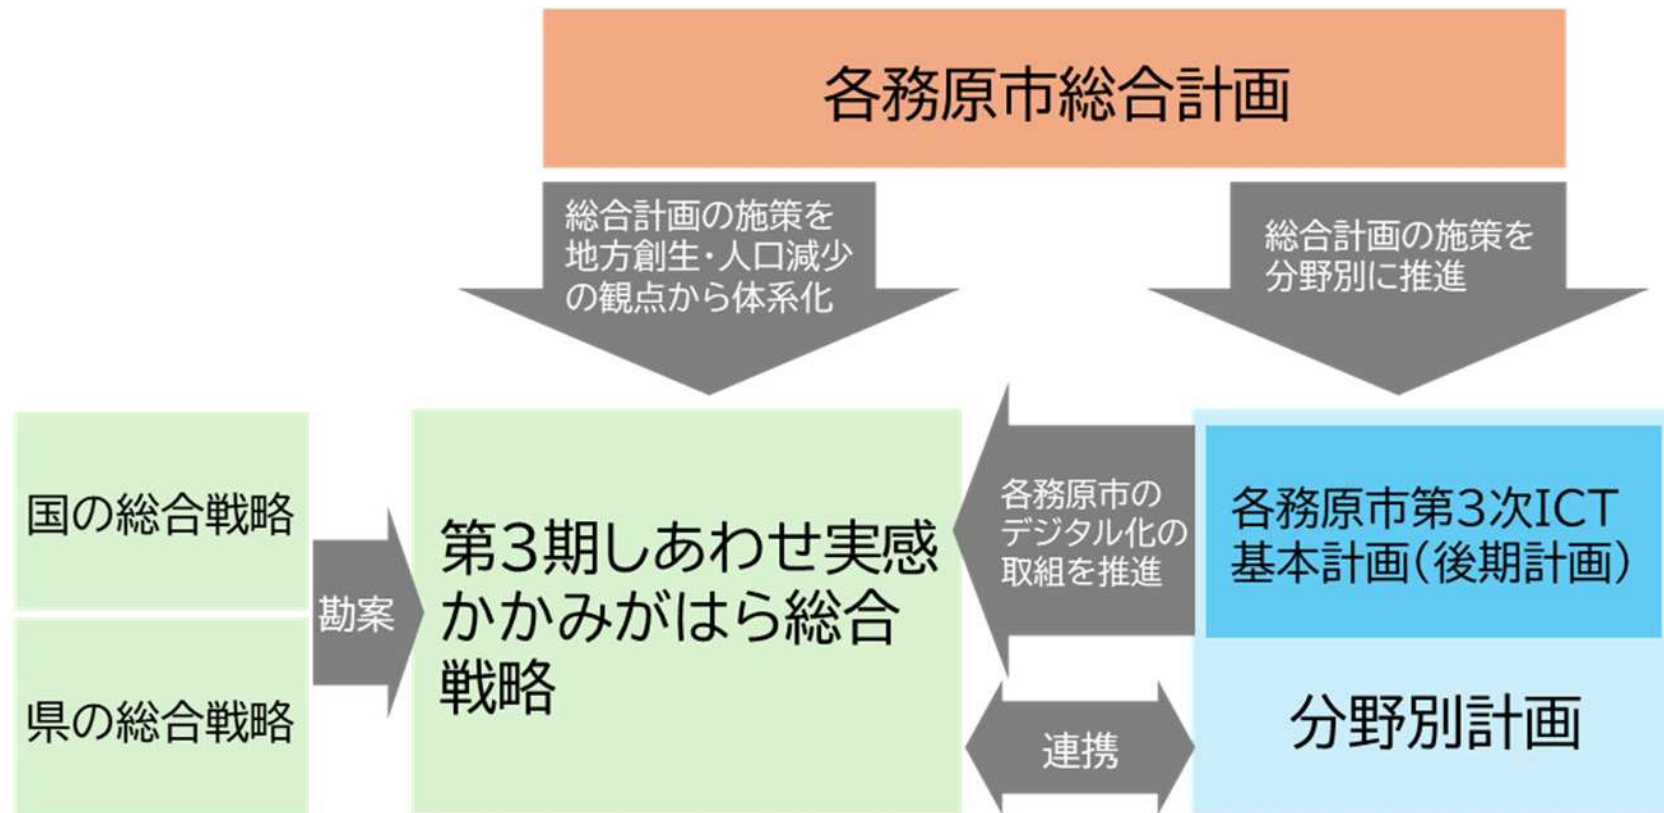 各務原市総合計画
総合計画の施策を
地方創生・人口減少
の観点から体系化
総合計画の施策を
分野別に推進
国の総合戦略
県の総合戦略
勘案
第3期しあわせ実感
かかみがはら総合
戦略
各務原市の
デジタル化の
取組を推進
連携
各務原市第3次ICT
基本計画(後期計画)
分野別計画